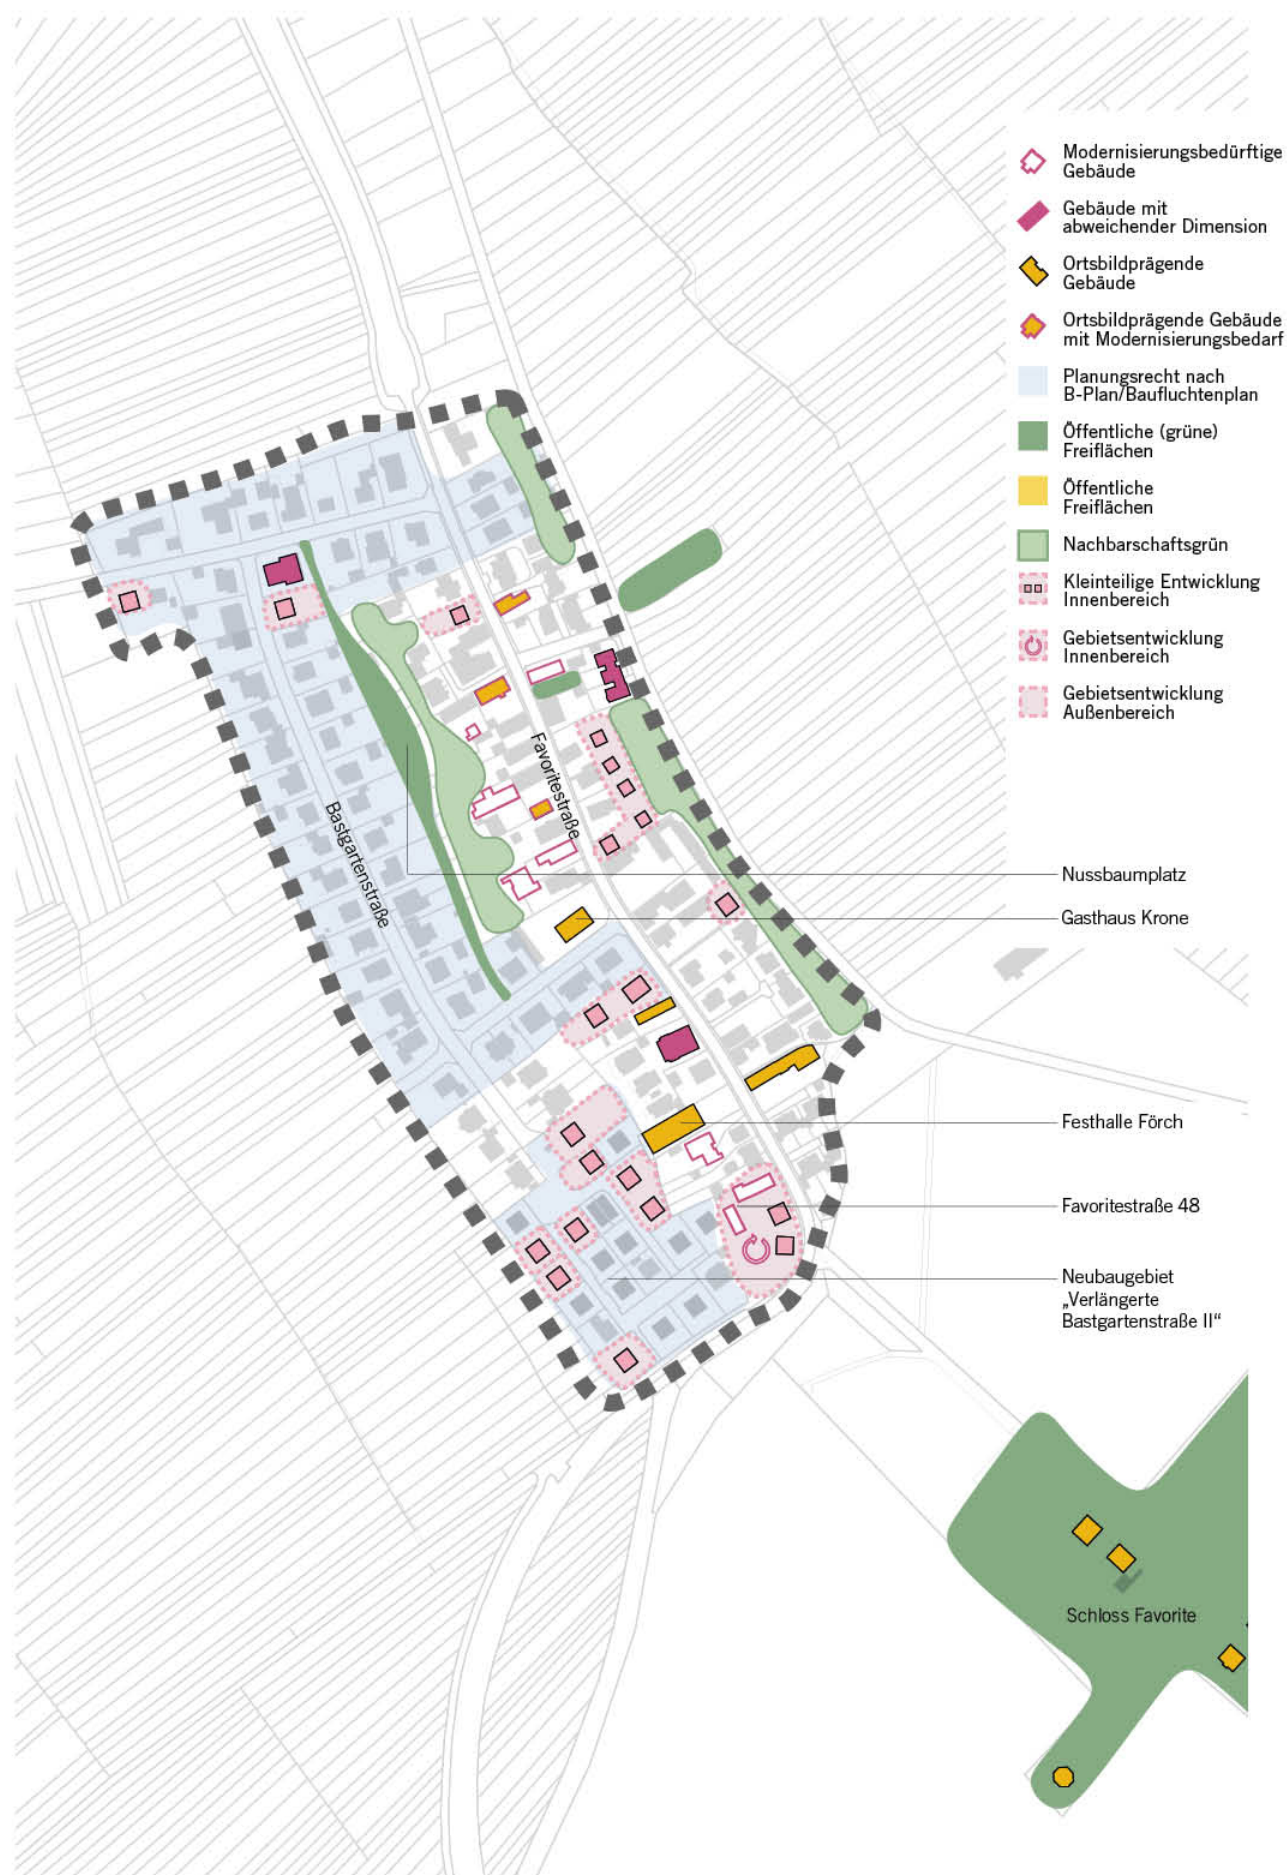 Modernisierungsbedürftige
Gebäude
Gebäude mit
abweichender Dimension
Ortsbildprägende
Gebäude
Ortsbildprägende Gebäude
mit Modernisierungsbedarf
Planungsrecht nach
B-Plan/Baufluchtenplan
Öffentliche (grüne)
Freiflächen
Öffentliche
Freiflächen
Nachbarschaftsgrün
Kleinteilige Entwicklung
Innenbereich
Gebietsentwicklung
Innenbereich
Gebietsentwicklung
Außenbereich
Favoritestraße
Bastgartenstraße
Nussbaumplatz
Gasthaus Krone
Festhalle Förch
Favoritestraße 48
Neubaugebiet
„Verlängerte
Bastgartenstraße II“
Schloss Favorite